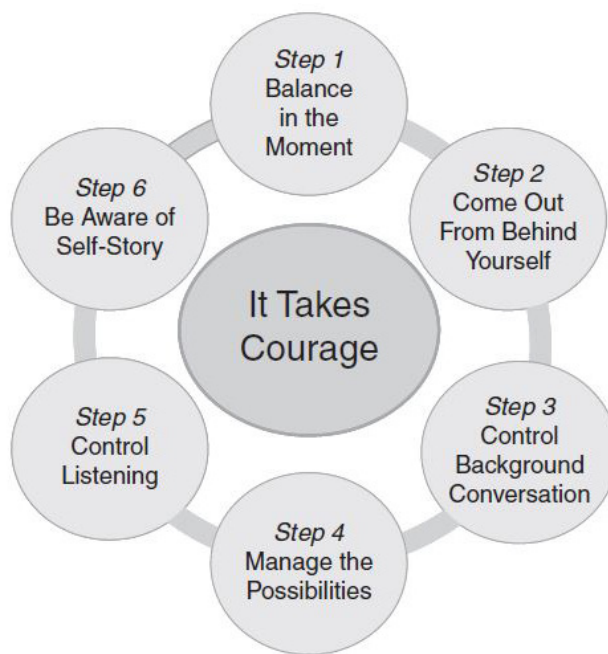 Step 1
Balance
in the
Moment
Step 2
Come Out
From Behind
Yourself
Step 3
Control
Background
Conversation
Step 4
Manage the
Possibilities
Step 5
Control
Listening
Step 6
Be Aware of
Self-Story
It Takes
Courage